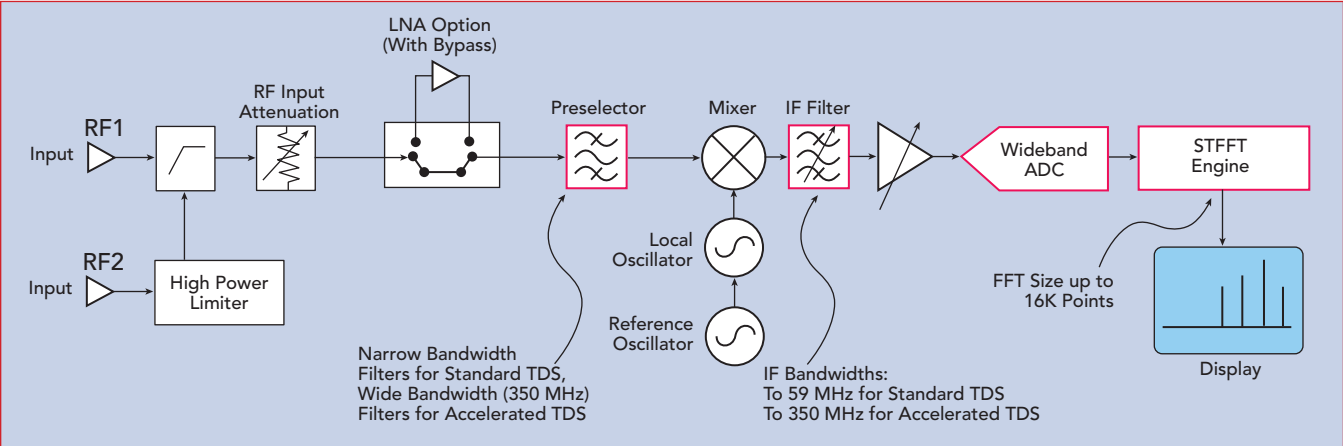 LNA Option
(With Bypass)
RF Input
Attenuation
Preselector
Mixer
IF Filter
RF1
Input
Wideband
ADC
STFFT
Engine
RF2
Input
High Power
Limiter
Local
Oscillator
Reference
Oscillator
FFT Size up to
16K Points
Display
Narrow Bandwidth
Filters for Standard TDS,
Wide Bandwidth (350 MHz)
Filters for Accelerated TDS
IF Bandwidths:
To 59 MHz for Standard TDS
To 350 MHz for Accelerated TDS